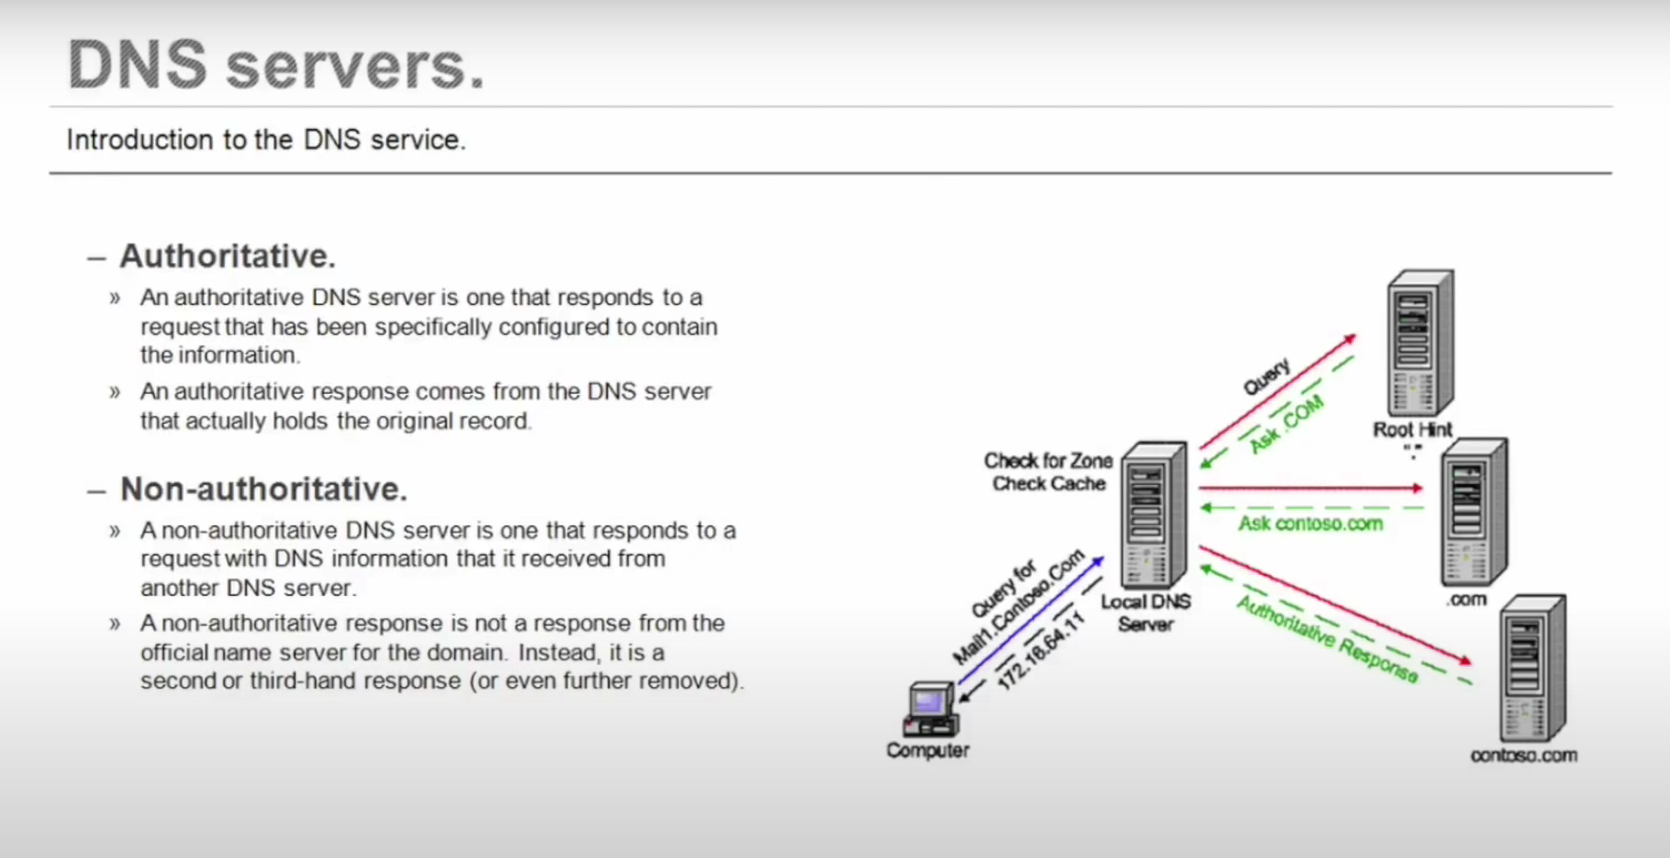 DNS servers.
Introduction to the DNS service.
– Authoritative.
» An authoritative DNS server is one that responds to a
request that has been specifically configured to contain
the information.
» An authoritative response comes from the DNS server
that actually holds the original record.
– Non-authoritative.
» A non-authoritative DNS server is one that responds to a
request with DNS information that it received from
another DNS server.
» A non-authoritative response is not a response from the
official name server for the domain. Instead, it is a
second or third-hand response (or even further removed).
Query
Ask .COM
Root Hint
"."
Check for Zone
Check Cache
Ask contoso.com
.com
Query for
Mail1.Contoso.Com
172.16.64.11
Local DNS
Server
Authoritative Response
Computer
contoso.com